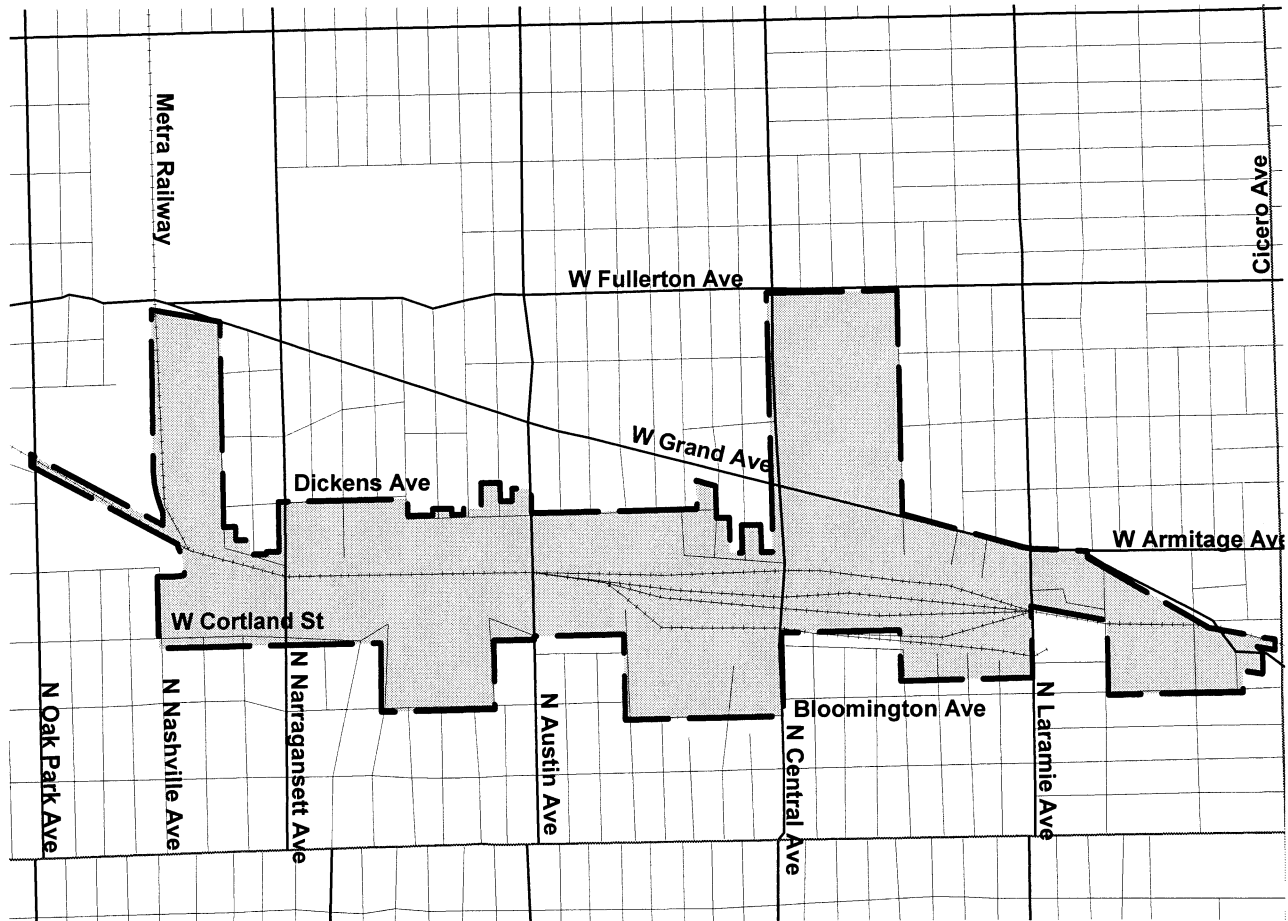 Metra Railway
Cicero Ave
W Fullerton Ave
W Grand Ave
Dickens Ave
W Armitage Ave
W Cortland St
N Oak Park Ave
N Nashville Ave
N Narragansett Ave
N Austin Ave
Bloomington Ave
N Central Ave
N Laramie Ave